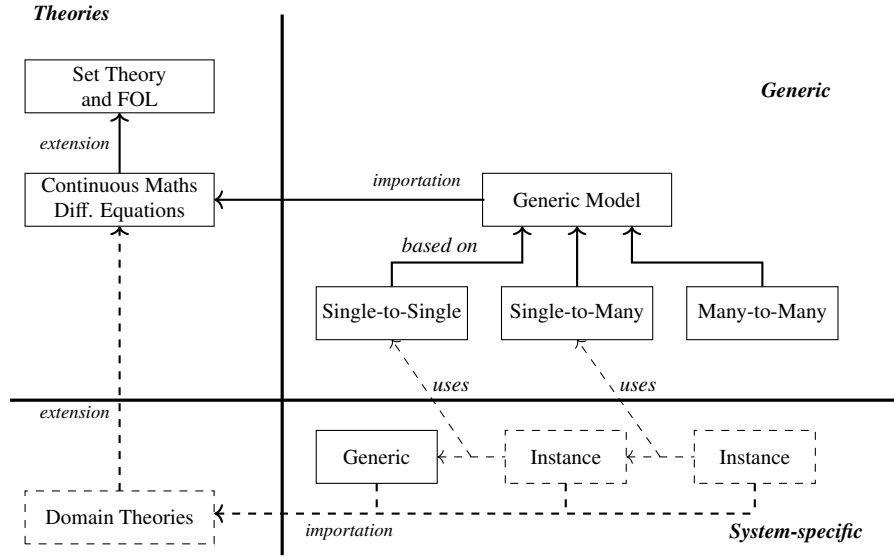 Theories
Set Theory
and FOL
Generic
extension
Continuous Maths
Diff. Equations
importation
Generic Model
based on
Single-to-Single
Single-to-Many
Many-to-Many
uses
uses
extension
Generic
Instance
Instance
Domain Theories
importation
System-specific